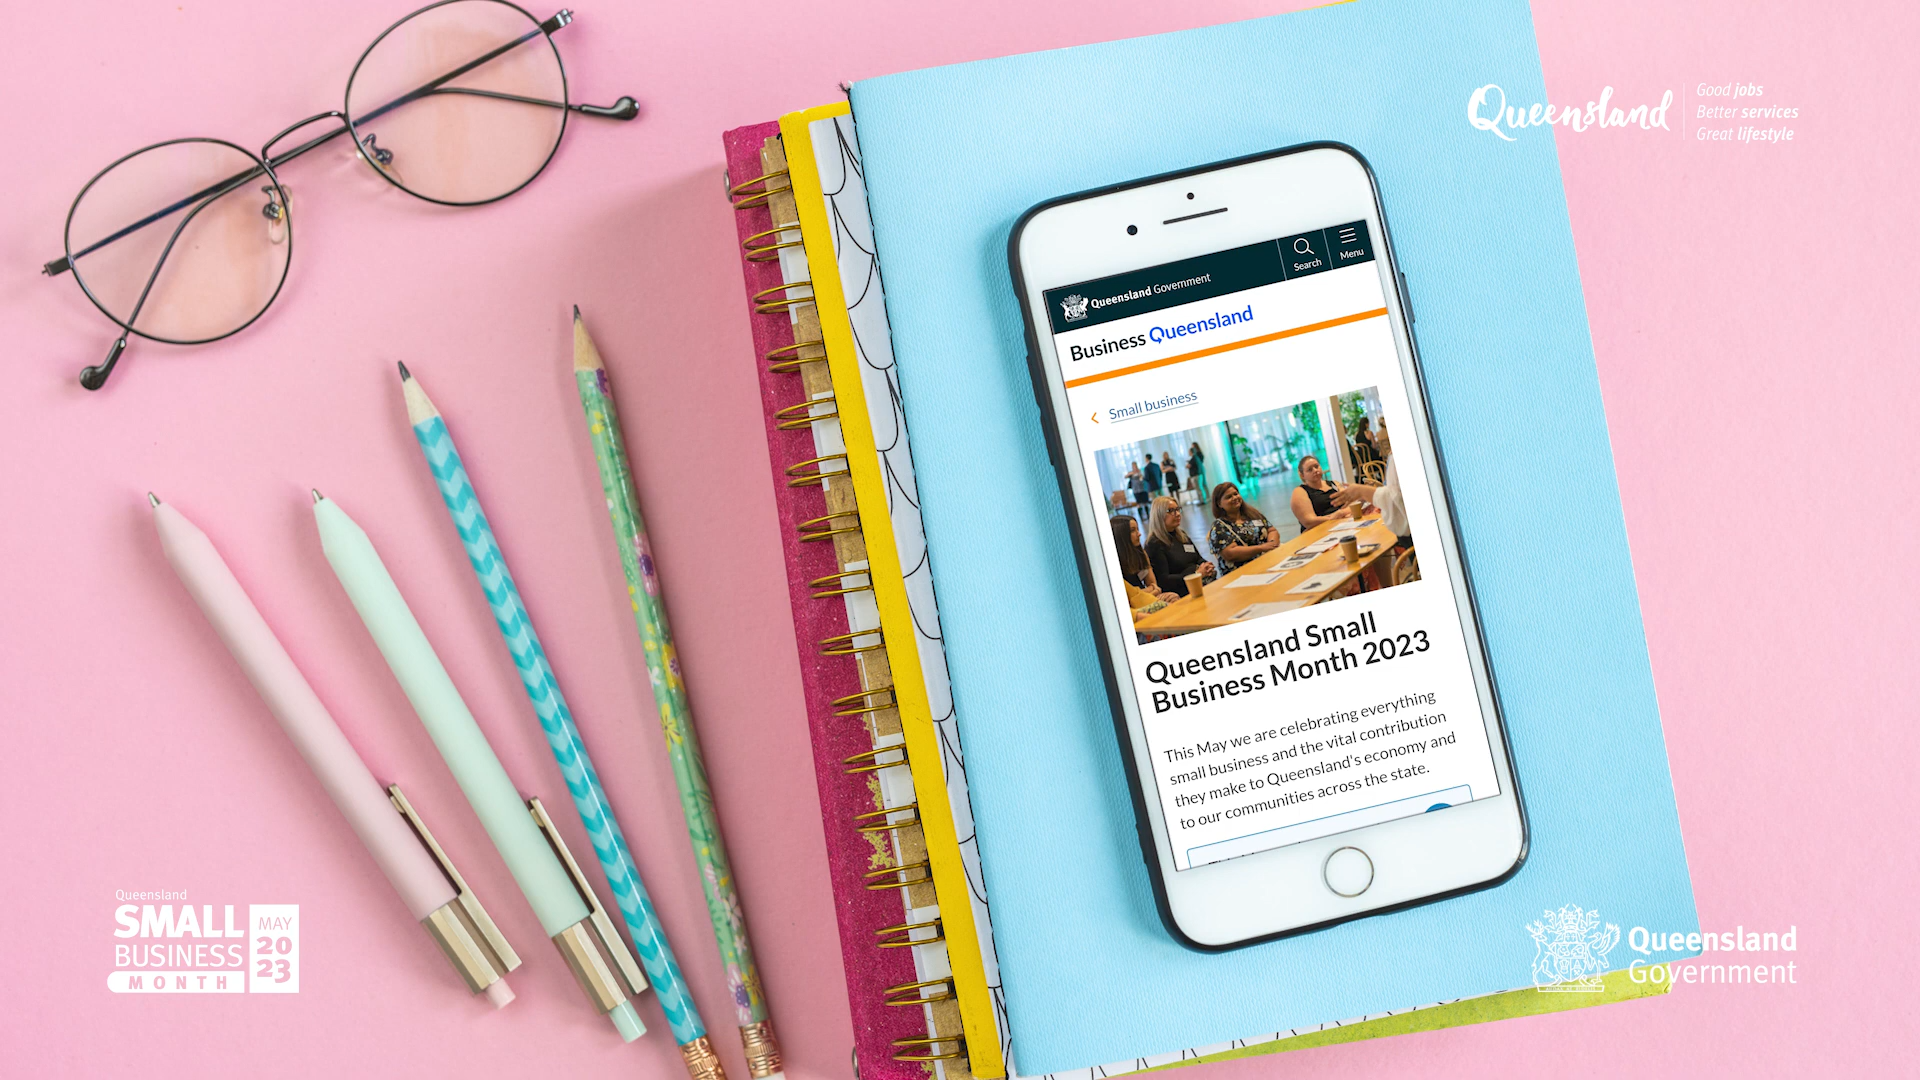 Queensland
Good jobs
Better services
Great lifestyle
Queensland Government
Search
Menu
Business Queensland
Small business
Queensland Small
Business Month 2023
This May we are celebrating everything
small business and the vital contribution
they make to Queensland's economy and
to our communities across the state.
Queensland
SMALL
BUSINESS
MONTH
MAY
20
23
Queensland
Government